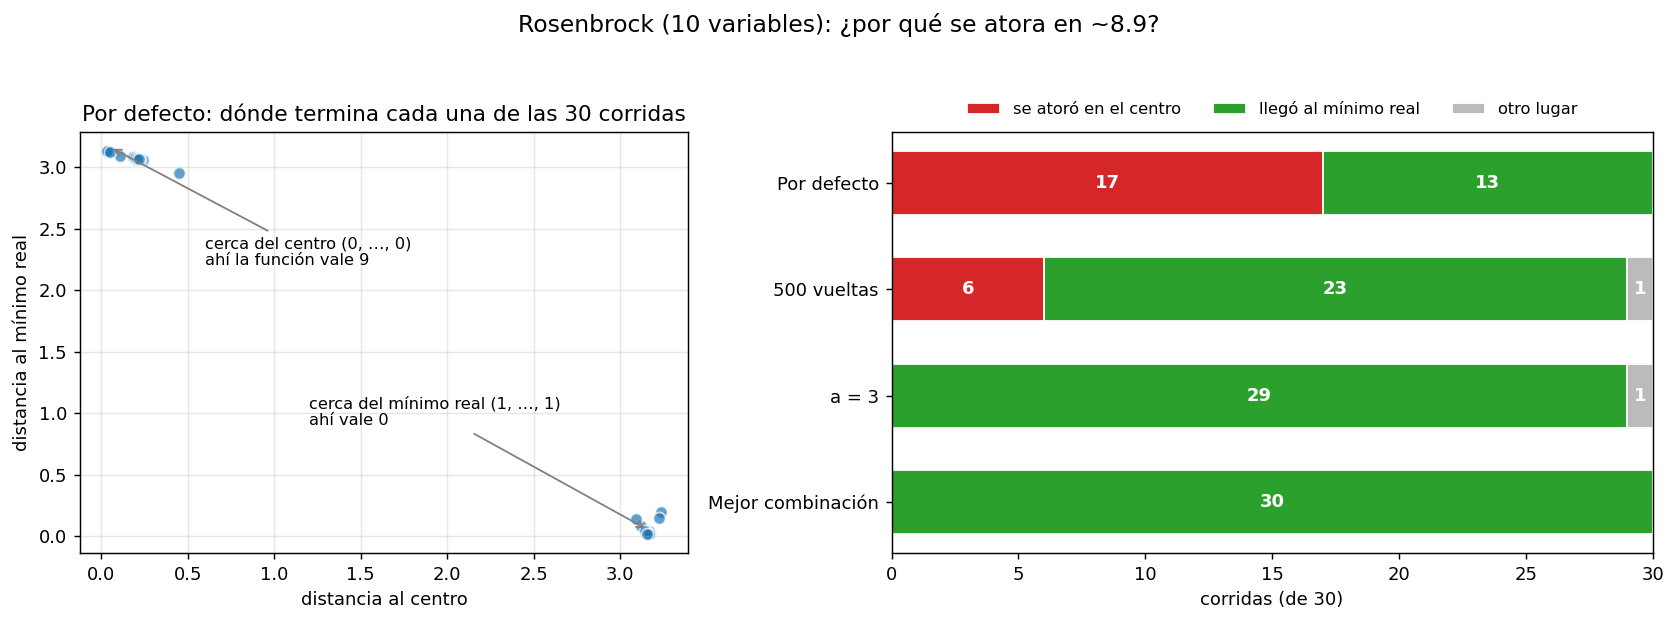 Rosenbrock (10 variables): ¿por qué se atora en ~8.9?
Por defecto: dónde termina cada una de las 30 corridas
distancia al mínimo real
3.0
2.5
2.0
1.5
1.0
0.5
0.0
cerca del centro (0, ..., 0)
ahí la función vale 9
cerca del mínimo real (1, ..., 1)
ahí vale 0
0.0
0.5
1.0
1.5
2.0
2.5
3.0
distancia al centro
se atoró en el centro
llegó al mínimo real
otro lugar
Por defecto
17
13
500 vueltas
6
23
1
a = 3
29
1
Mejor combinación
30
0
5
10
15
20
25
30
corridas (de 30)